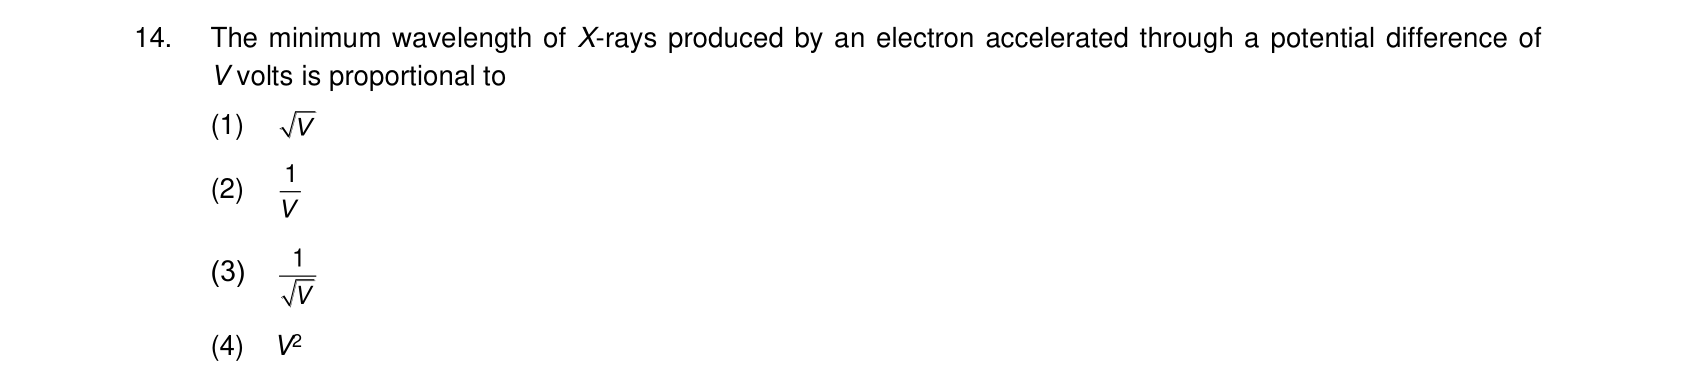 14. The minimum wavelength of X-rays produced by an electron accelerated through a potential difference of
V volts is proportional to
(1) √V
(2) 1/V
(3) 1/√V
(4) V²